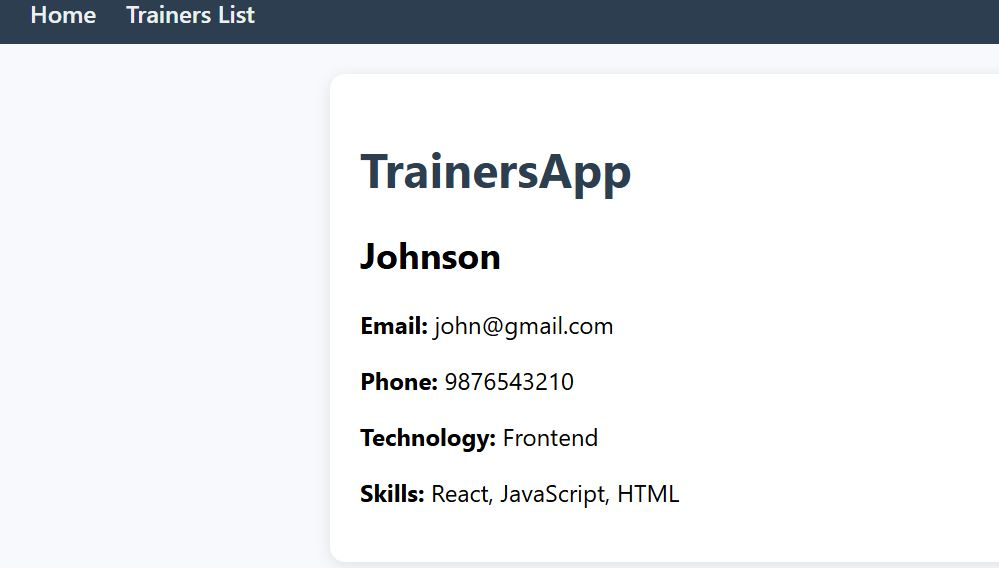 Home Trainers List
TrainersApp
Johnson
Email: john@gmail.com
Phone: 9876543210
Technology: Frontend
Skills: React, JavaScript, HTML